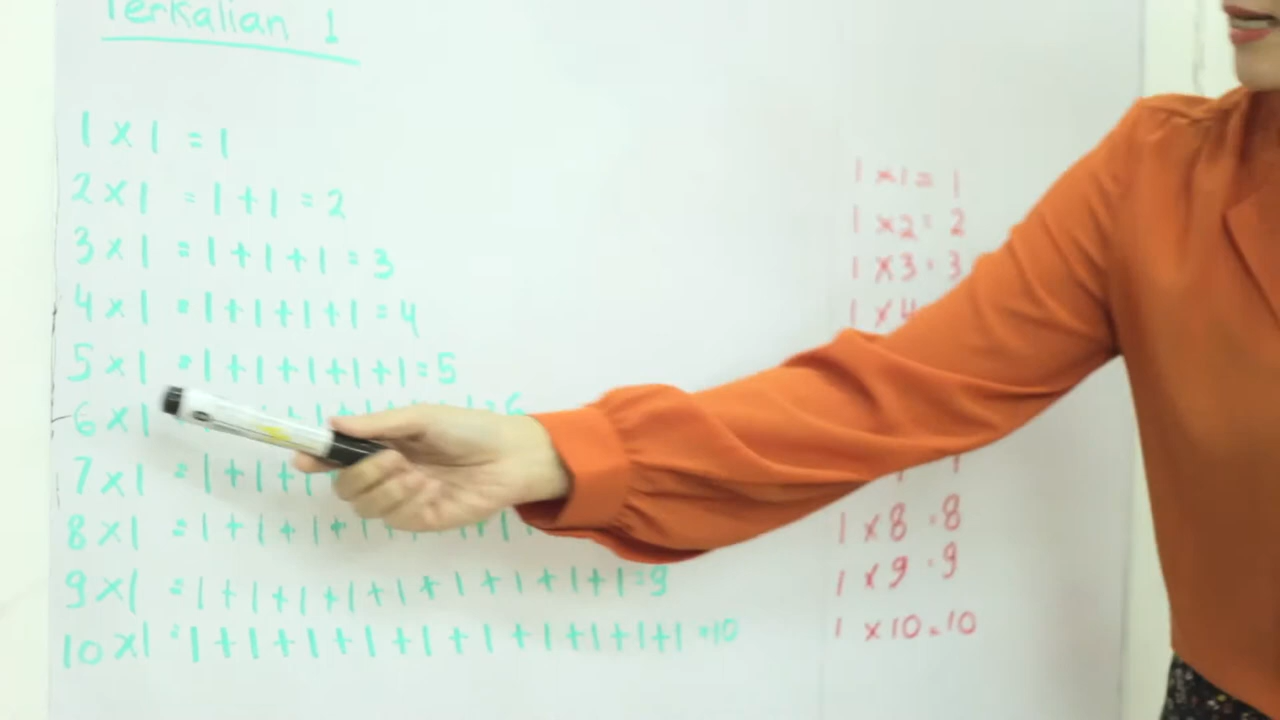 Perkalian 1
1 x 1 = 1
2 x 1 = 1 + 1 = 2
3 x 1 = 1 + 1 + 1 = 3
4 x 1 = 1 + 1 + 1 + 1 = 4
5 x 1 = 1 + 1 + 1 + 1 + 1 = 5
6 x 1 = 6
7 x 1 = 1 + 1 +
8 x 1 = 1 + 1 + 1 +
9 x 1 = 1 + 1 + 1 + 1 + 1 + 1 + 1 + 1 + 1 = 9
10 x 1 = 1 + 1 + 1 + 1 + 1 + 1 + 1 + 1 + 1 + 1 = 10
1 x 1 = 1
1 x 2 = 2
1 x 3 = 3
1 x 4
1 x 8 = 8
1 x 9 = 9
1 x 10 = 10